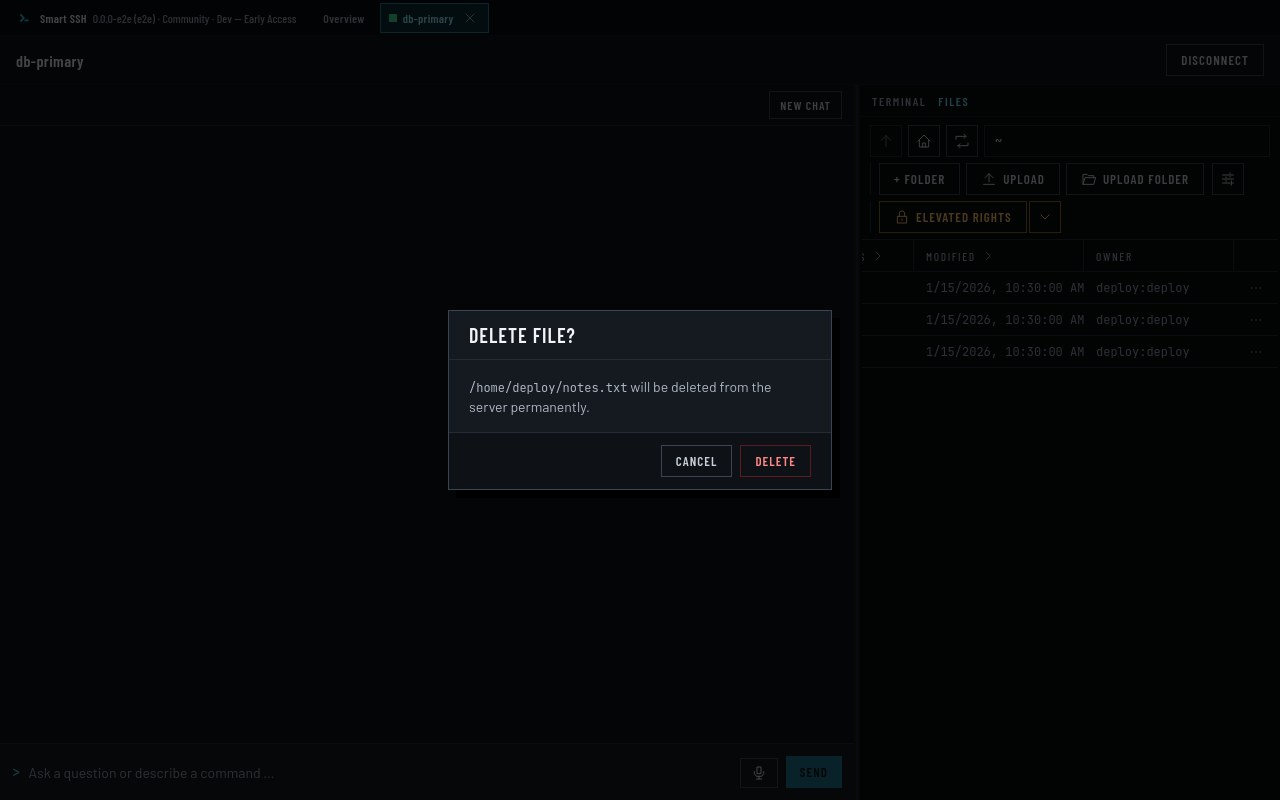 Smart SSH 0.0.0-e2e (e2e) · Community · Dev — Early Access Overview db-primary
db-primary
DISCONNECT
NEW CHAT
TERMINAL FILES
~
+ FOLDER UPLOAD UPLOAD FOLDER
ELEVATED RIGHTS
MODIFIED OWNER
1/15/2026, 10:30:00 AM deploy:deploy
1/15/2026, 10:30:00 AM deploy:deploy
1/15/2026, 10:30:00 AM deploy:deploy
DELETE FILE?
/home/deploy/notes.txt will be deleted from the
server permanently.
CANCEL DELETE
> Ask a question or describe a command ...
SEND